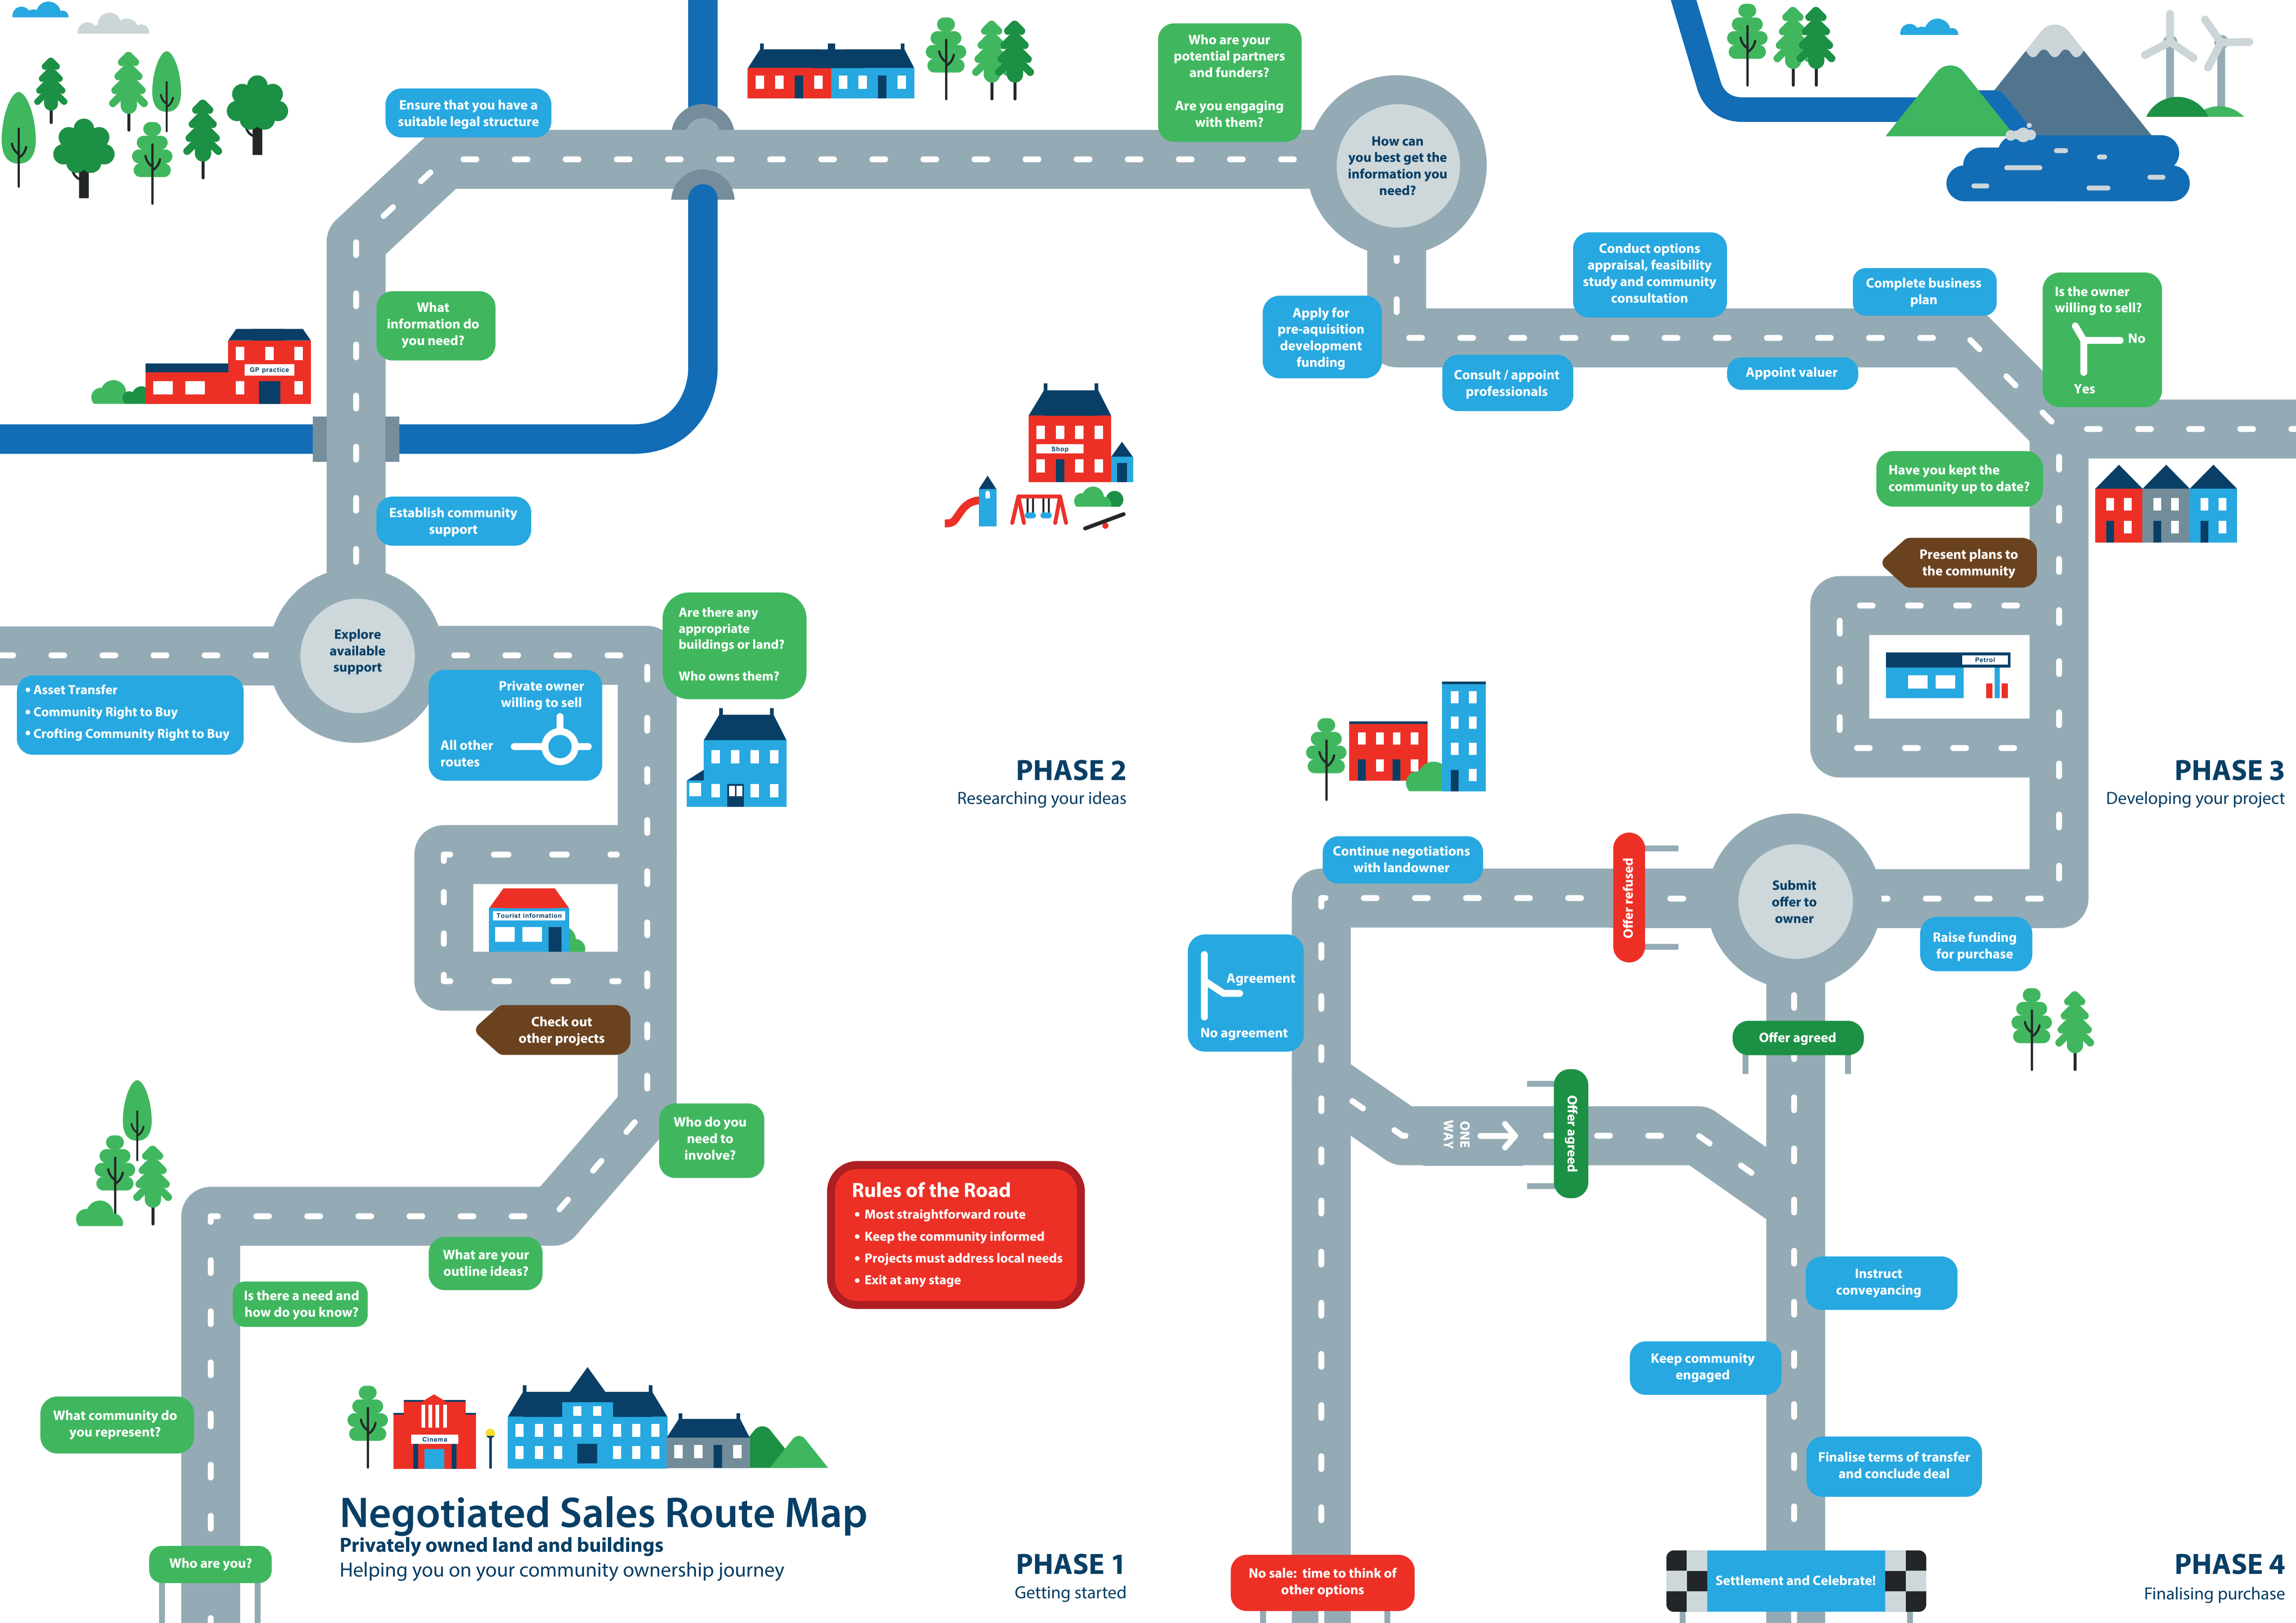 Negotiated Sales Route Map
Privately owned land and buildings
Helping you on your community ownership journey
PHASE 1
Getting started
Who are you?
What community do
you represent?
Is there a need and
how do you know?
What are your
outline ideas?
Who do you
need to
involve?
Check out
other projects
Tourist information
Cinema
Rules of the Road
• Most straightforward route
• Keep the community informed
• Projects must address local needs
• Exit at any stage
Are there any
appropriate
buildings or land?
Who owns them?
Private owner
willing to sell
All other
routes
Explore
available
support
• Asset Transfer
• Community Right to Buy
• Crofting Community Right to Buy
PHASE 2
Researching your ideas
Establish community
support
GP practice
What
information do
you need?
Ensure that you have a
suitable legal structure
Shop
Who are your
potential partners
and funders?
Are you engaging
with them?
How can
you best get the
information you
need?
Apply for
pre-aquisition
development
funding
Consult / appoint
professionals
Conduct options
appraisal, feasibility
study and community
consultation
Appoint valuer
Complete business
plan
Is the owner
willing to sell?
No
Yes
Have you kept the
community up to date?
Present plans to
the community
Petrol
PHASE 3
Developing your project
Raise funding
for purchase
Submit
offer to
owner
Offer refused
Continue negotiations
with landowner
Agreement
No agreement
ONE
WAY
Offer agreed
Offer agreed
Instruct
conveyancing
Keep community
engaged
Finalise terms of transfer
and conclude deal
No sale: time to think of
other options
Settlement and Celebrate!
PHASE 4
Finalising purchase